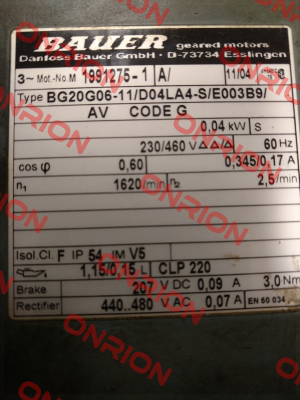 BAUER geared motors
Danfoss Bauer GmbH · D-73734 Esslingen
3~ Mot.-No.M 1991275-1 A/ 11/04
Type BG20G06-11/D04LA4-S/E003B9/
AV CODE G
0,04 kW S
230/460 V 60 Hz
cos φ 0,60 0,345/0,17 A
n₁ 1620/min n₂ 2,5/min
Isol.Cl. F IP 54 IM V5
1,15/0,15 L CLP 220
Brake 207 V DC 0,09 A 3,0 Nm
Rectifier 440..480 V AC 0,07 A EN 60 034
ONRION